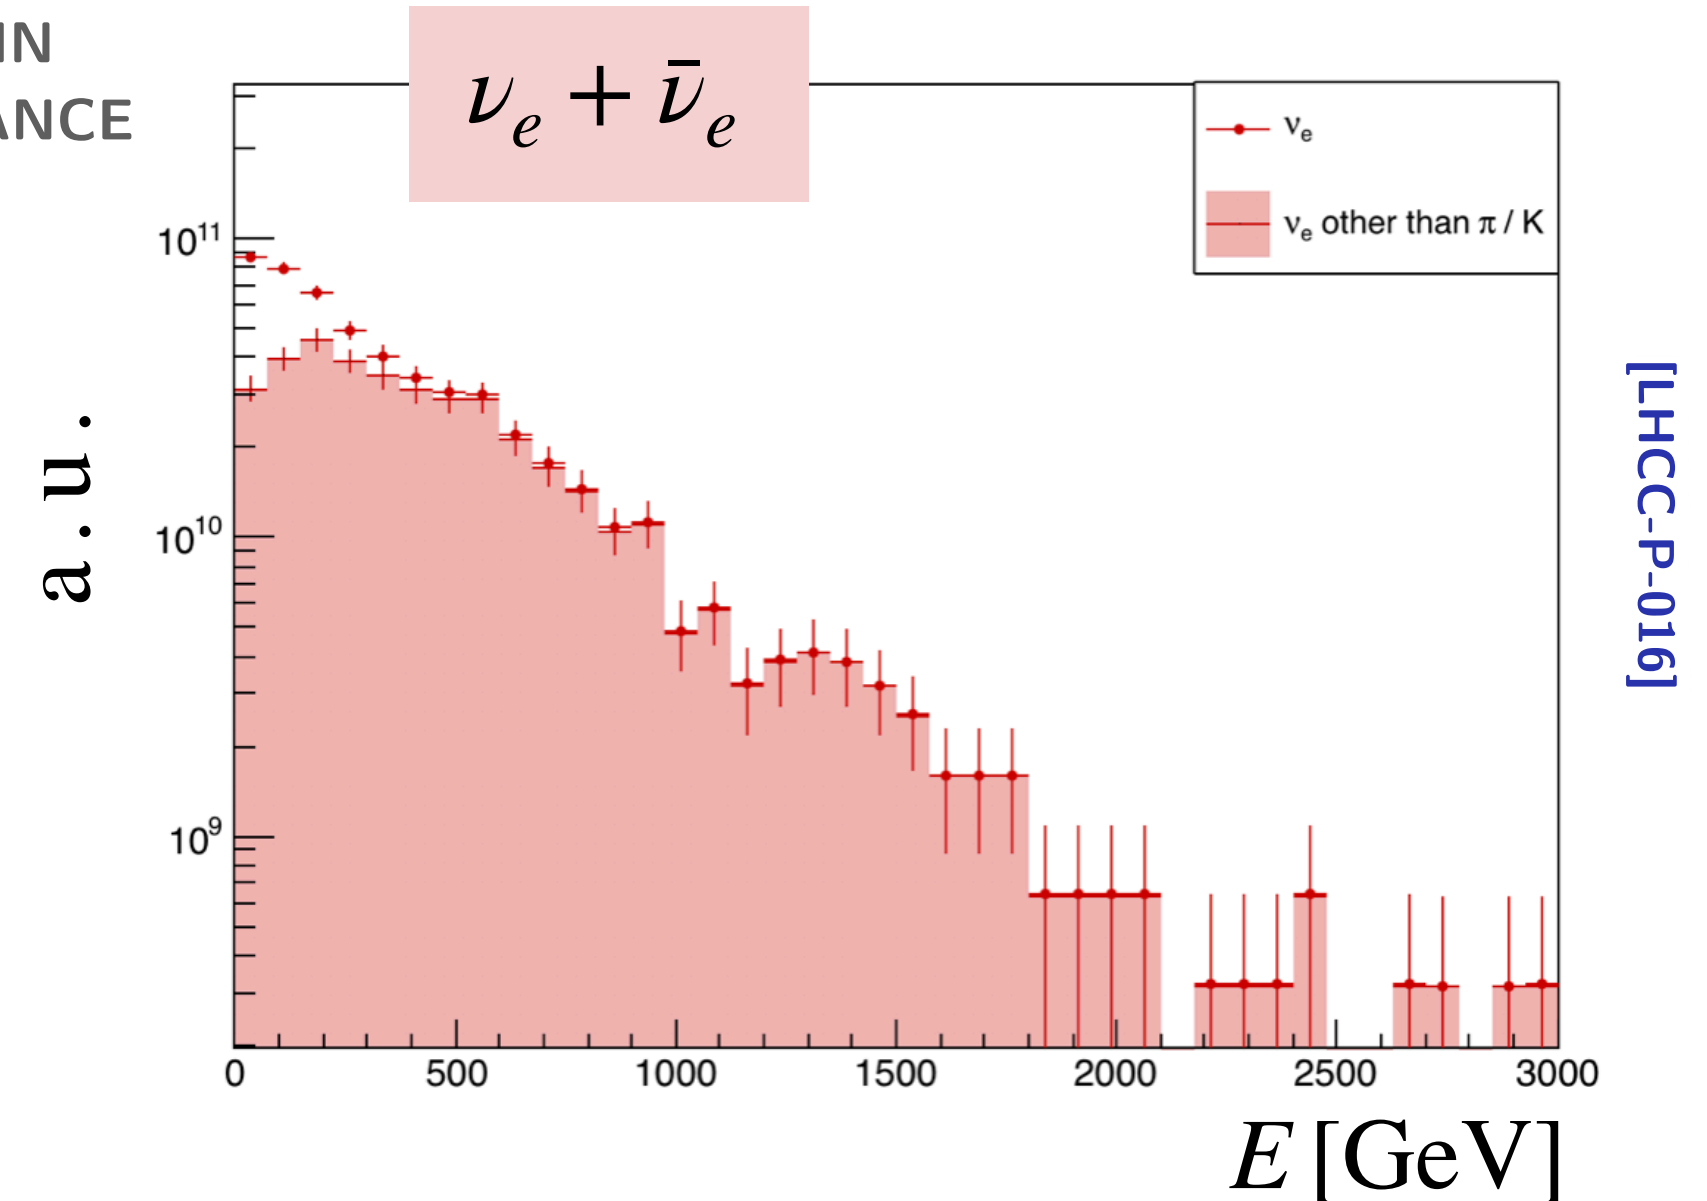 IN
ANCE
νe + ν̄e
νe
νe other than π / K
10¹¹
10¹⁰
10⁹
a.u.
0 500 1000 1500 2000 2500 3000
E [GeV]
[LHCC-P-016]